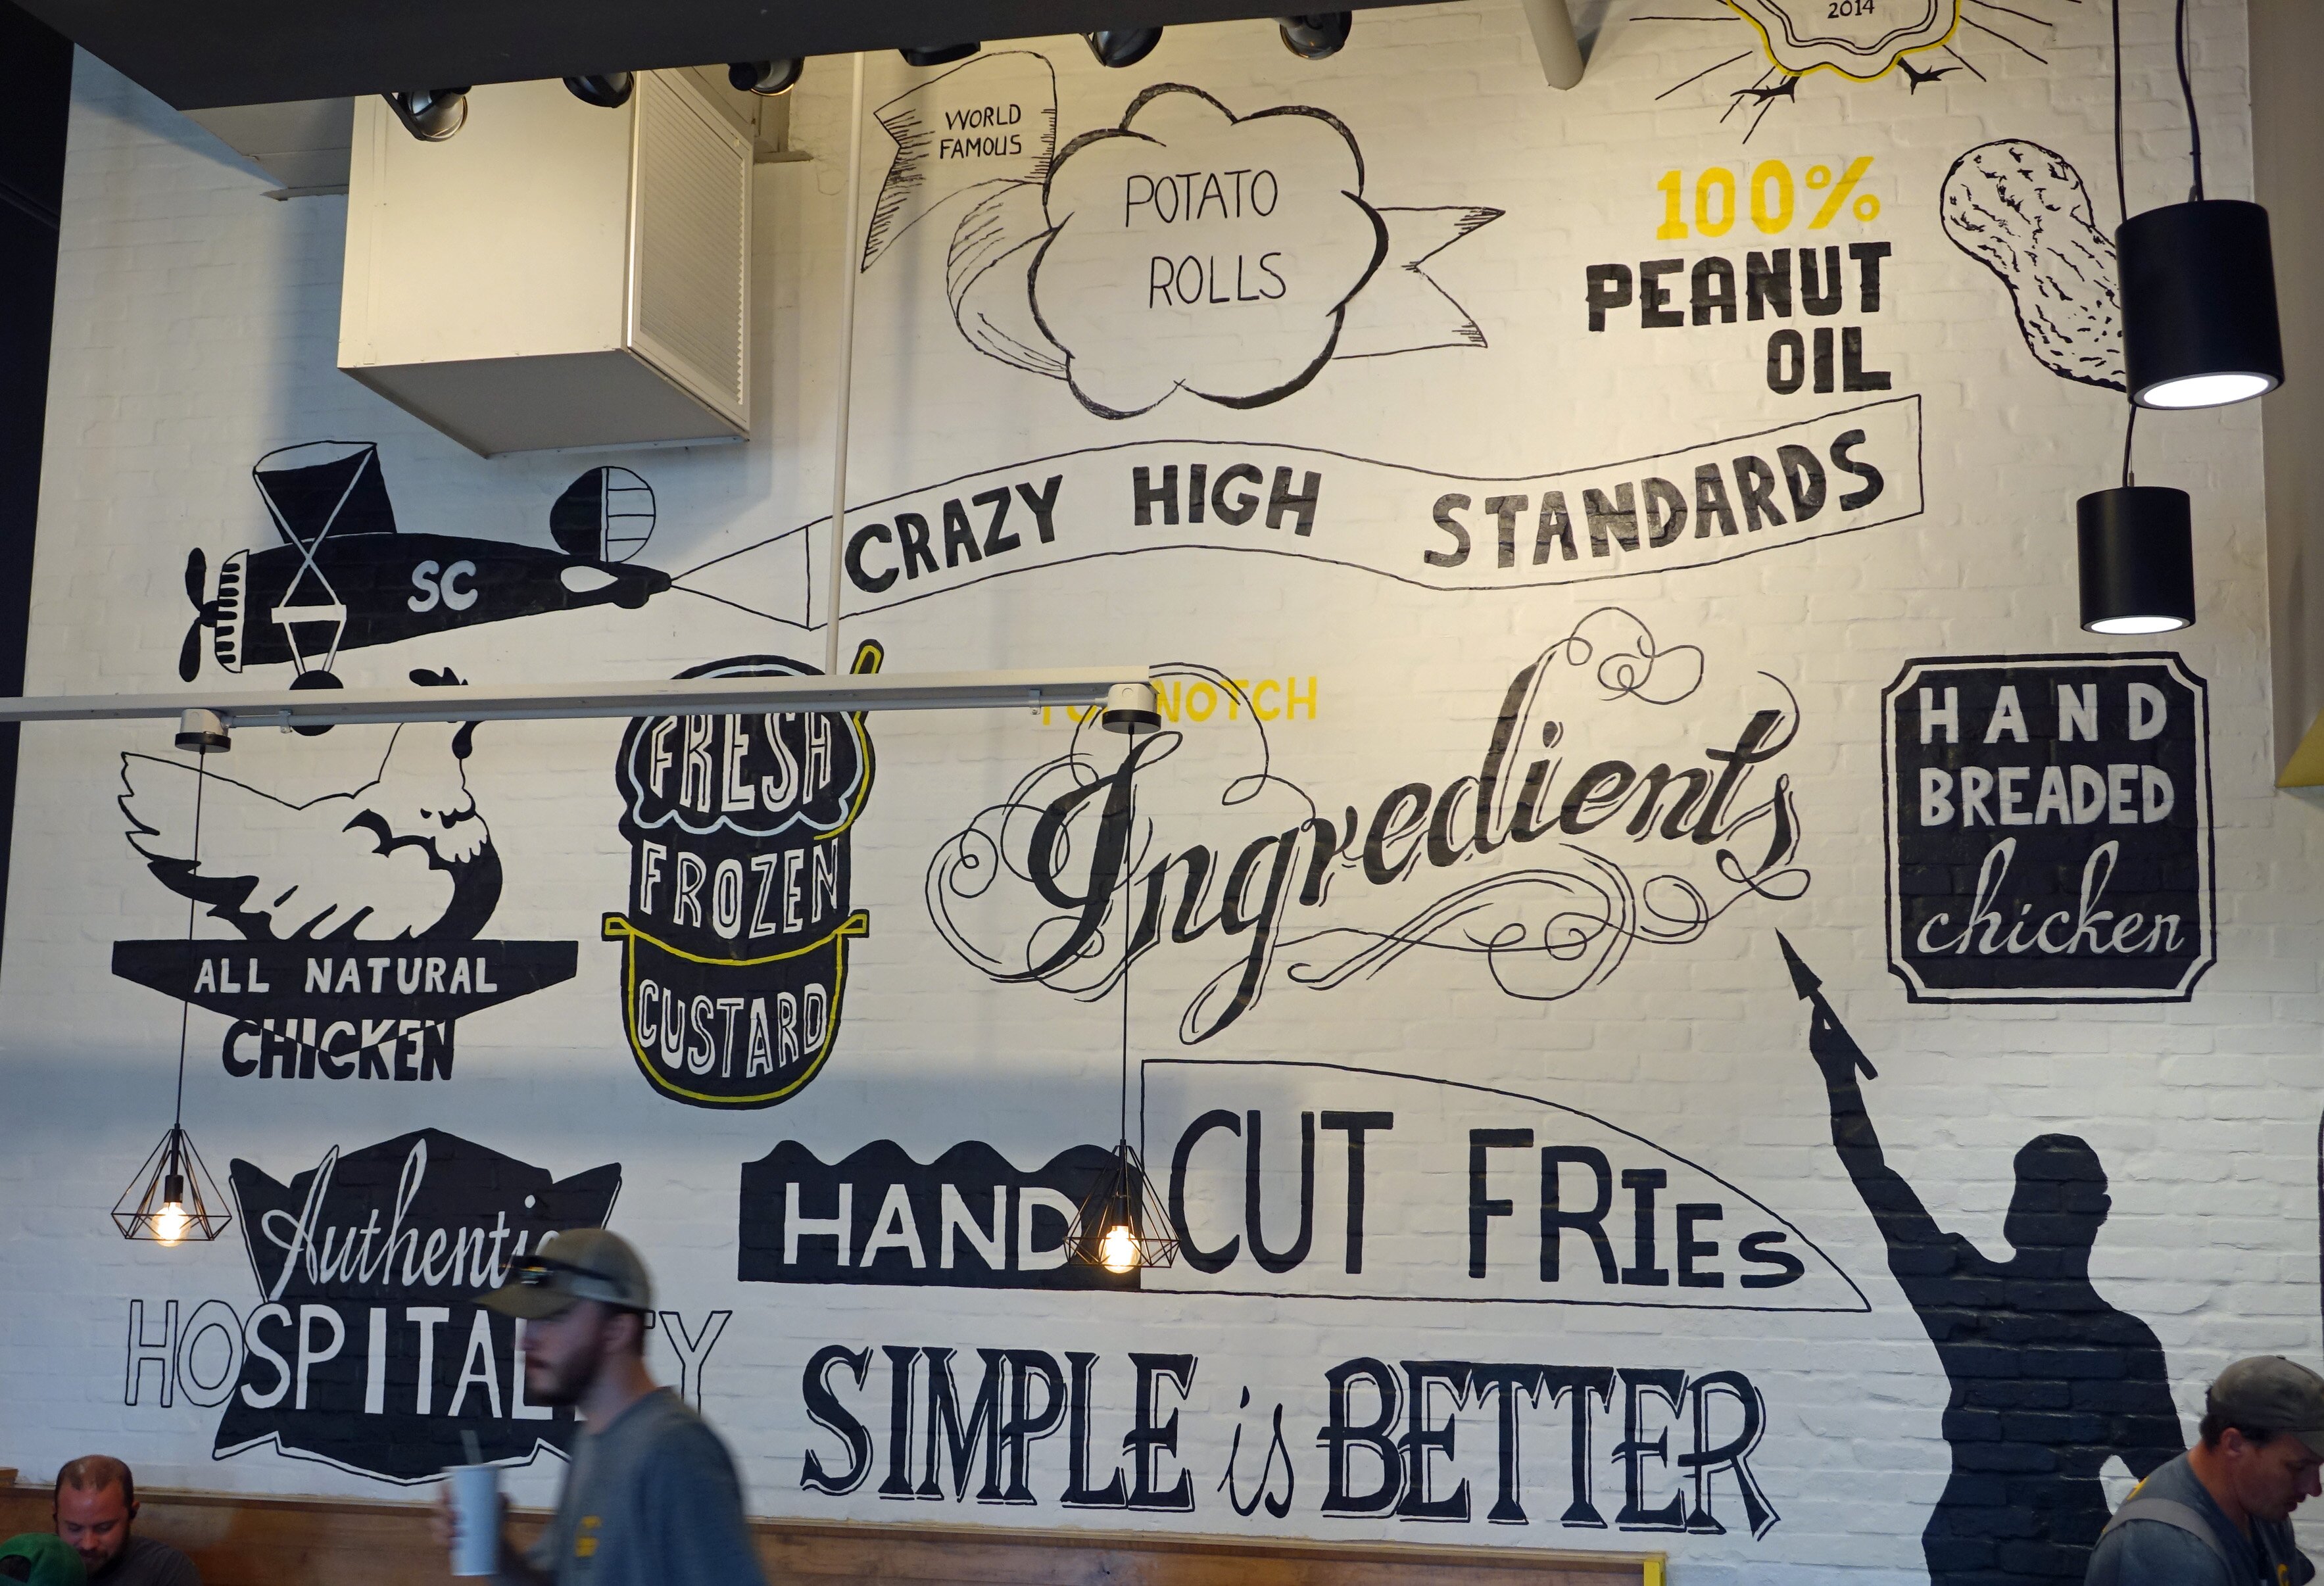 2014
WORLD
FAMOUS
POTATO
ROLLS
100%
PEANUT
OIL
SC
CRAZY HIGH STANDARDS
NOTCH
Ingredients
FRESH
FROZEN
CUSTARD
HAND
BREADED
chicken
ALL NATURAL
CHICKEN
Authentic
HAND CUT FRIES
SIMPLE is BETTER